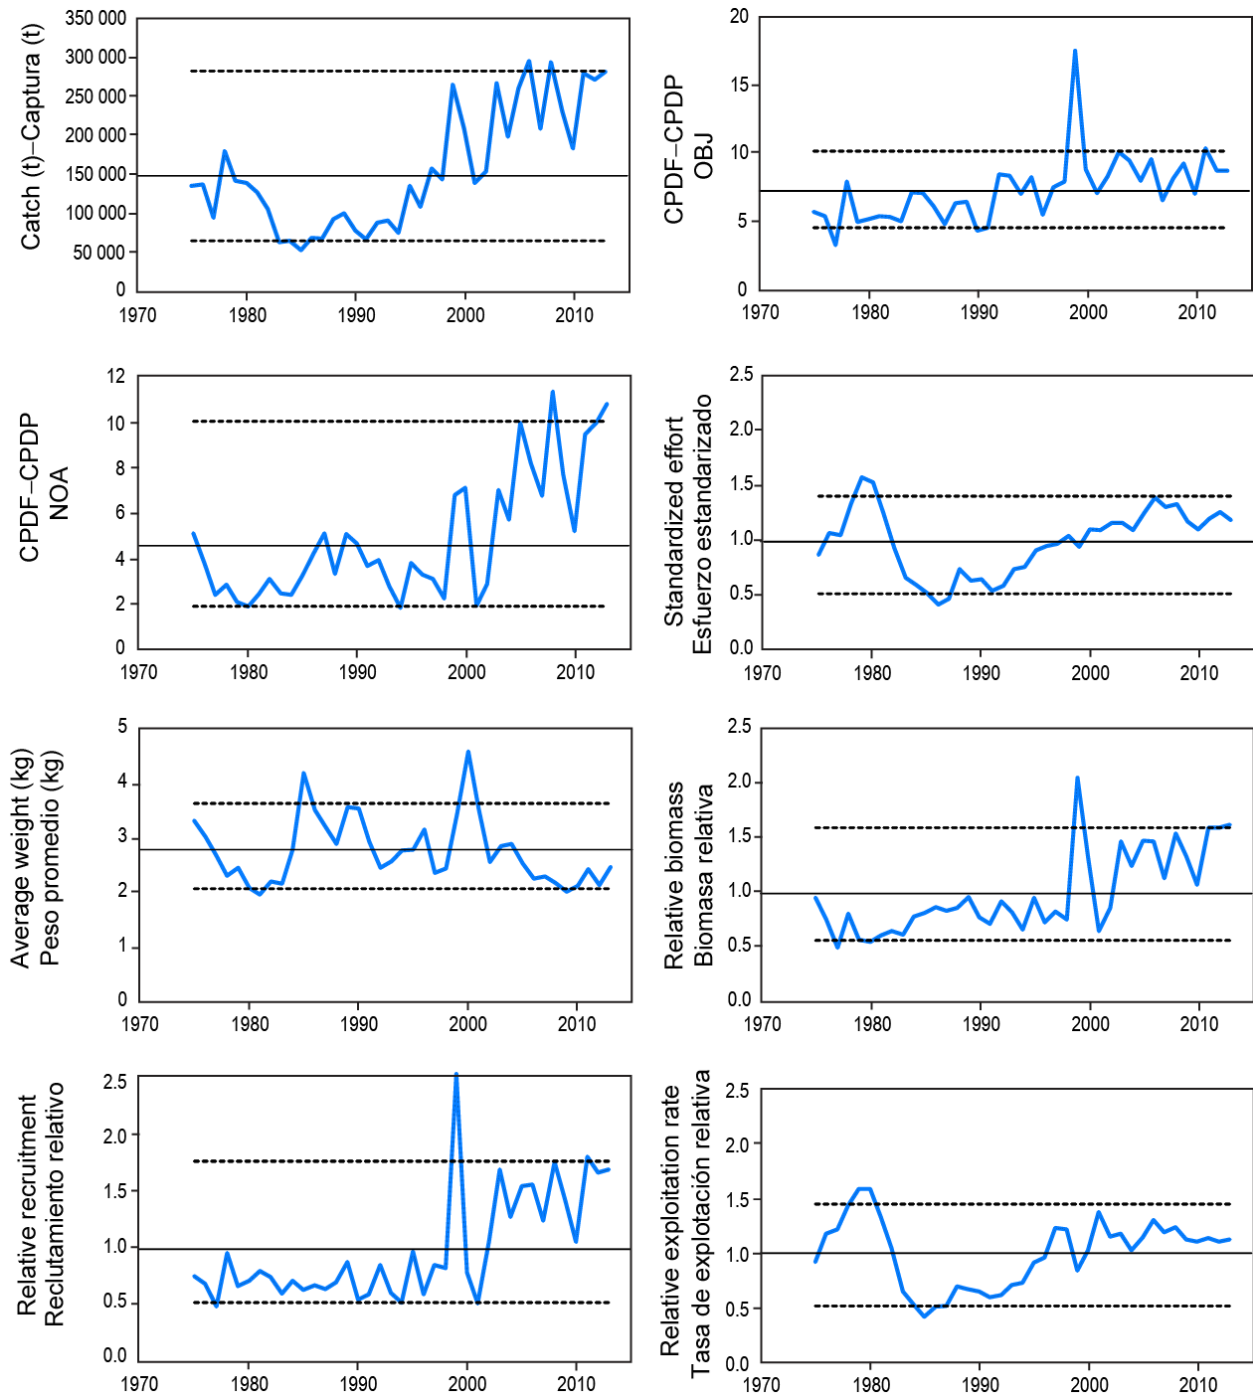 Catch (t)–Captura (t)
350 000
300 000
250 000
200 000
150 000
100 000
50 000
0
1970 1980 1990 2000 2010
CPDF–CPDP
OBJ
20
15
10
5
0
1970 1980 1990 2000 2010
CPDF–CPDP
NOA
12
10
8
6
4
2
0
1970 1980 1990 2000 2010
Standardized effort
Esfuerzo estandarizado
2.5
2.0
1.5
1.0
0.5
0.0
1970 1980 1990 2000 2010
Average weight (kg)
Peso promedio (kg)
5
4
3
2
1
0
1970 1980 1990 2000 2010
Relative biomass
Biomasa relativa
2.5
2.0
1.5
1.0
0.5
0.0
1970 1980 1990 2000 2010
Relative recruitment
Reclutamiento relativo
2.5
2.0
1.5
1.0
0.5
0.0
1970 1980 1990 2000 2010
Relative exploitation rate
Tasa de explotación relativa
2.5
2.0
1.5
1.0
0.5
0.0
1970 1980 1990 2000 2010